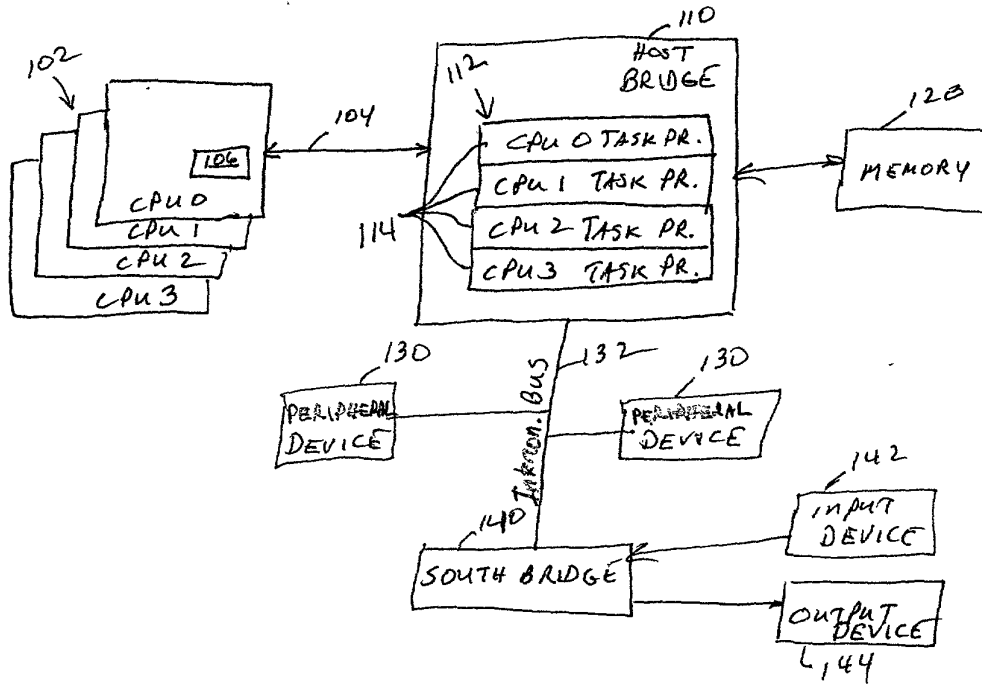 110
HOST
BRIDGE
102
112
104
120
CPU 0 TASK PR.
CPU 1 TASK PR.
CPU 2 TASK PR.
CPU 3 TASK PR.
106
MEMORY
CPU 0
CPU 1
CPU 2
CPU 3
114
130
132
130
Bus
PERIPHERAL
DEVICE
PERIPHERAL
DEVICE
142
140
INPUT
DEVICE
SOUTH BRIDGE
OUTPUT
DEVICE
144